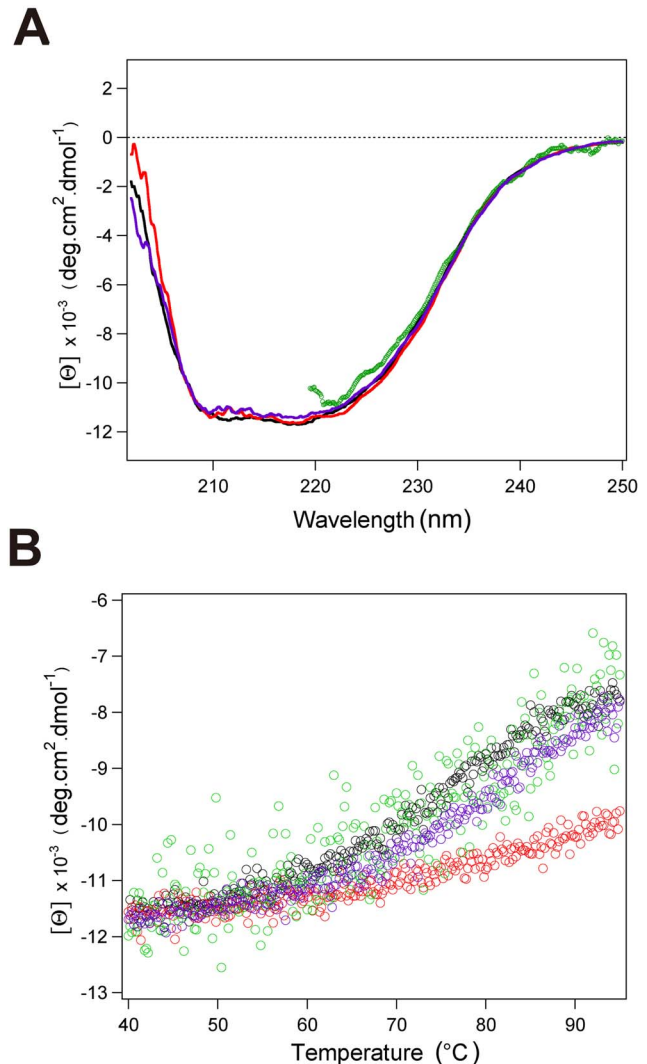 A
2
0
-2
-4
-6
-8
-10
-12
[Θ] x 10⁻³ (deg.cm².dmol⁻¹)
210 220 230 240 250
Wavelength (nm)
B
-6
-7
-8
-9
-10
-11
-12
-13
[Θ] x 10⁻³ (deg.cm².dmol⁻¹)
40 50 60 70 80 90
Temperature (°C)